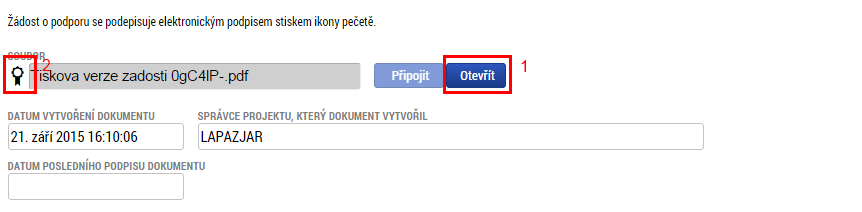 Žádost o podporu se podepisuje elektronickým podpisem stiskem ikony pečetě.
SOUBOR
2
Tiskova verze zadosti 0gC4IP-.pdf Připojit Otevřít 1
DATUM VYTVOŘENÍ DOKUMENTU SPRÁVCE PROJEKTU, KTERÝ DOKUMENT VYTVOŘIL
21. září 2015 16:10:06 LAPAZJAR
DATUM POSLEDNÍHO PODPISU DOKUMENTU